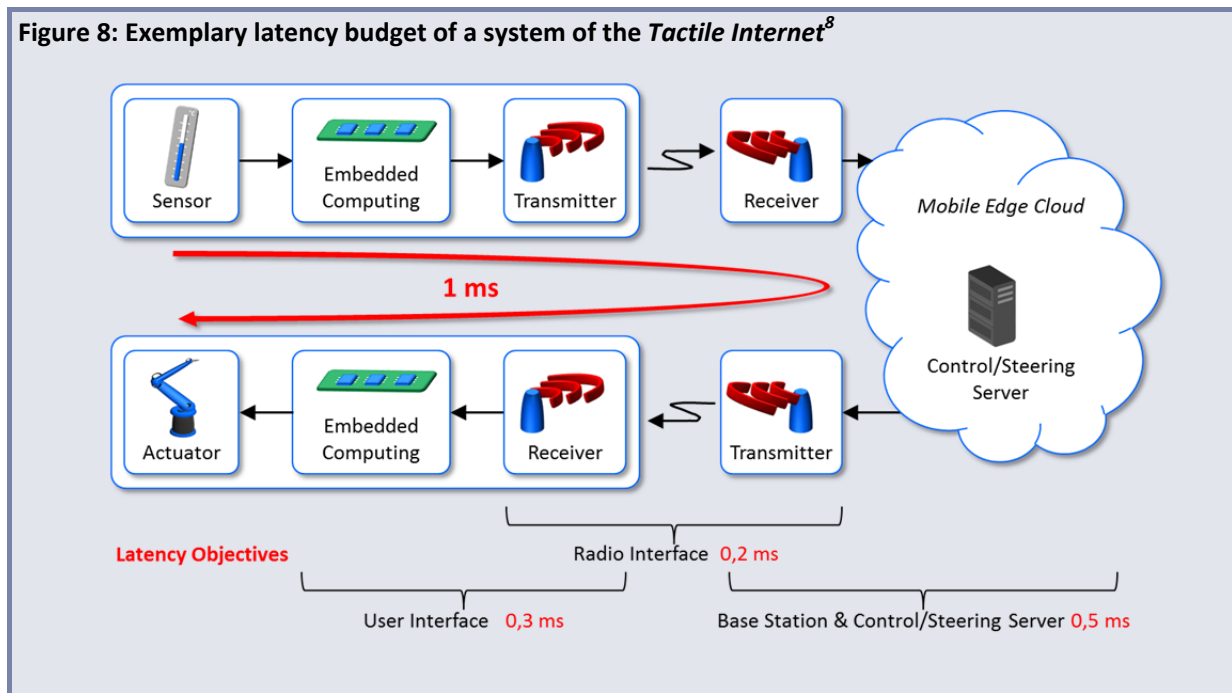 Figure 8: Exemplary latency budget of a system of the Tactile Internet8
Sensor
Embedded
Computing
Transmitter
Receiver
Mobile Edge Cloud
1 ms
Control/Steering
Server
Actuator
Embedded
Computing
Receiver
Transmitter
Latency Objectives
Radio Interface 0,2 ms
User Interface 0,3 ms
Base Station & Control/Steering Server 0,5 ms